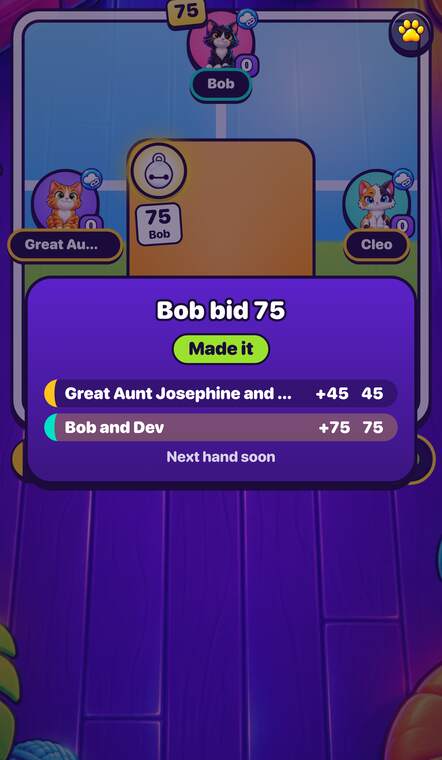 75
0
Bob
75
Bob
0
Great Au...
0
Cleo
Bob bid 75
Made it
Great Aunt Josephine and ... +45 45
Bob and Dev +75 75
Next hand soon